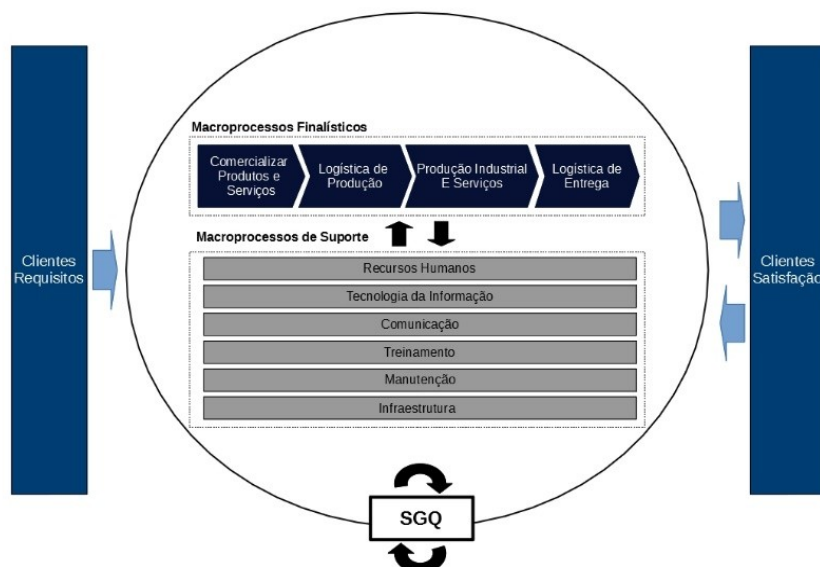 Macroprocessos Finalísticos
Comercializar
Produtos e
Serviços
Logística de
Produção
Produção Industrial
E Serviços
Logística de
Entrega
Macroprocessos de Suporte
Clientes
Requisitos
Recursos Humanos
Tecnologia da Informação
Comunicação
Treinamento
Manutenção
Infraestrutura
Clientes
Satisfação
SGQ